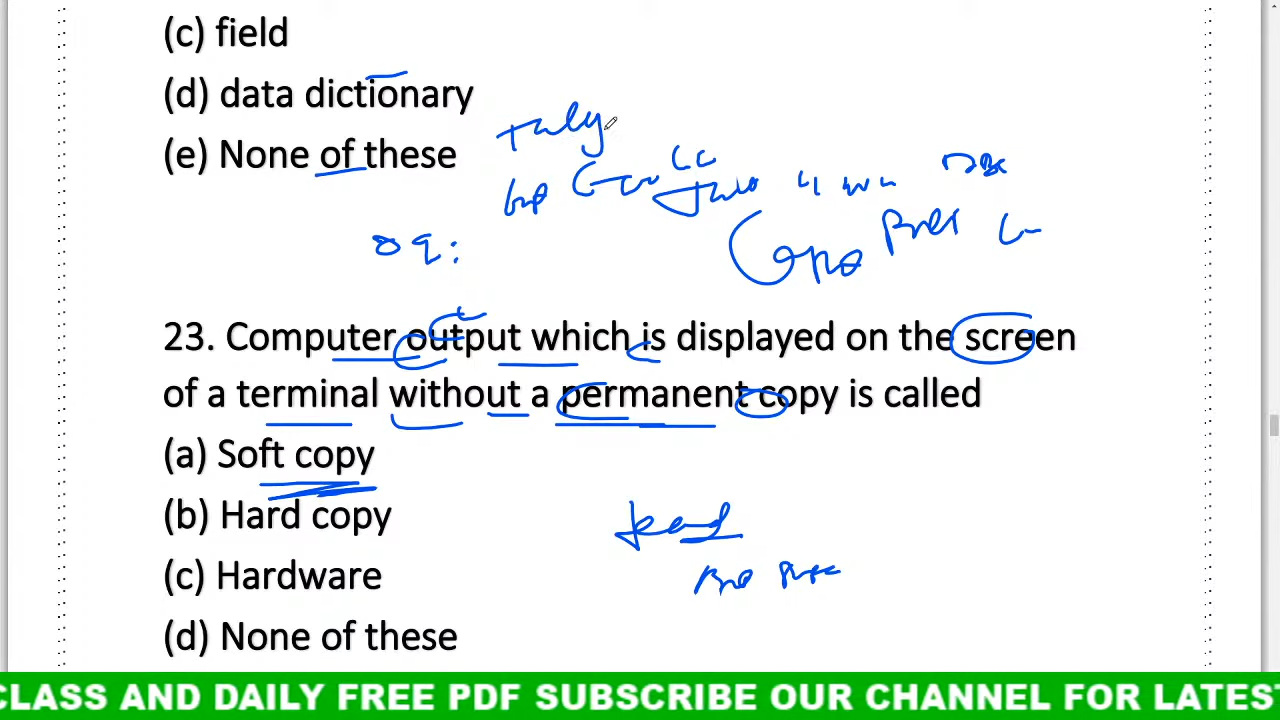 (c) field
(d) data dictionary
(e) None of these
23. Computer output which is displayed on the screen
of a terminal without a permanent copy is called
(a) Soft copy
(b) Hard copy
(c) Hardware
(d) None of these
CLASS AND DAILY FREE PDF SUBSCRIBE OUR CHANNEL FOR LATEST